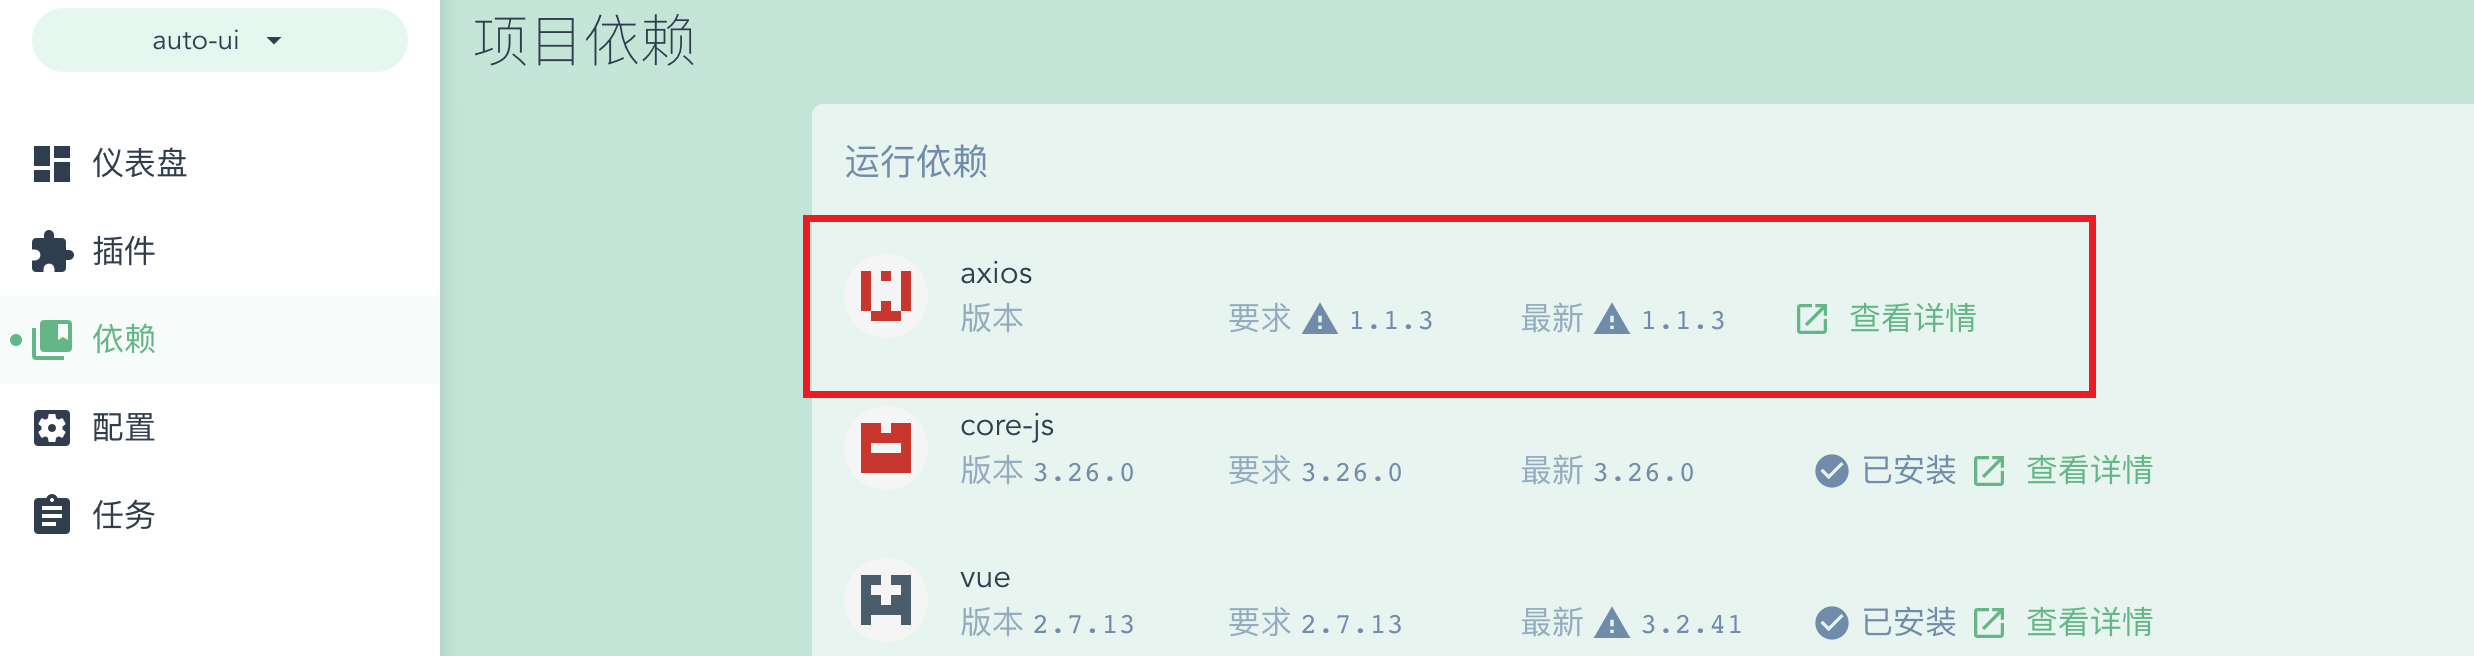 auto-ui
仪表盘
插件
依赖
配置
任务
项目依赖
运行依赖
axios
版本 要求 1.1.3 最新 1.1.3 查看详情
core-js
版本 3.26.0 要求 3.26.0 最新 3.26.0 已安装 查看详情
vue
版本 2.7.13 要求 2.7.13 最新 3.2.41 已安装 查看详情